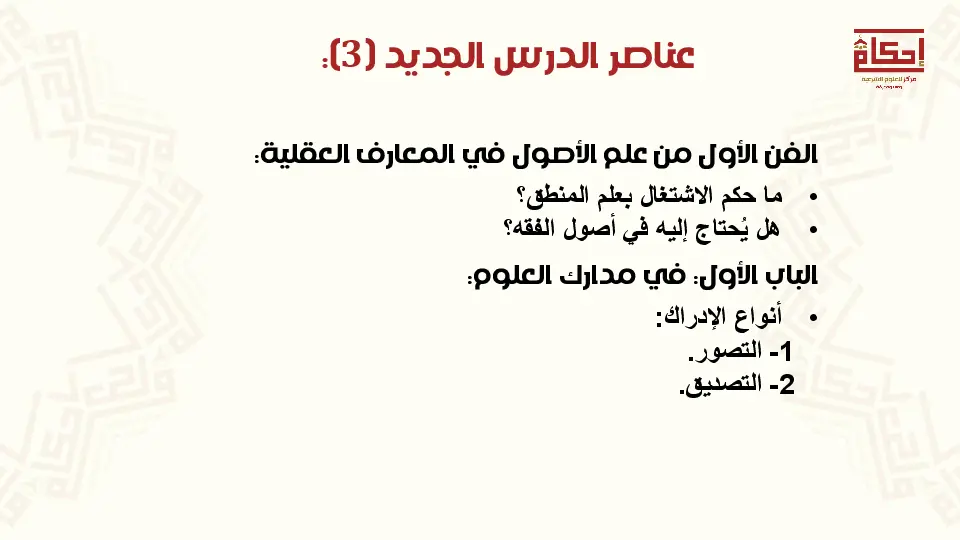 عناصر الدرس الجديد (3):
إحكام
مركز للعلوم الشرعية
الفن الأول من علم الأصول في المعارف العقلية:
• ما حكم الاشتغال بعلم المنطق؟
• هل يُحتاج إليه في أصول الفقه؟
الباب الأول: في مدارك العلوم:
• أنواع الإدراك:
1- التصور.
2- التصديق.